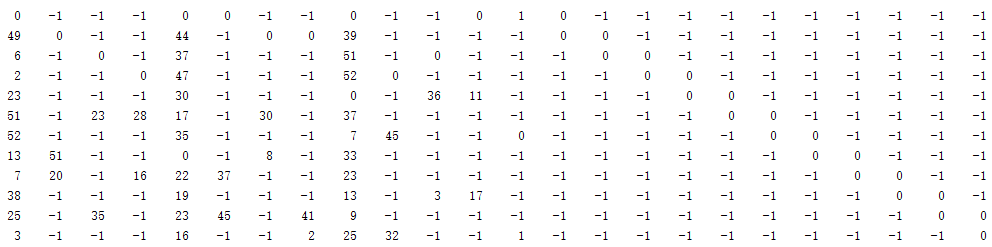 0 -1 -1 -1 0 0 -1 -1 0 -1 -1 0 1 0 -1 -1 -1 -1 -1 -1 -1 -1 -1 -1
49 0 -1 -1 44 -1 0 0 39 -1 -1 -1 -1 0 0 -1 -1 -1 -1 -1 -1 -1 -1 -1
6 -1 0 -1 37 -1 -1 -1 51 -1 0 -1 -1 -1 0 0 -1 -1 -1 -1 -1 -1 -1 -1
2 -1 -1 0 47 -1 -1 -1 52 0 -1 -1 -1 -1 -1 0 0 -1 -1 -1 -1 -1 -1 -1
23 -1 -1 -1 30 -1 -1 -1 0 -1 36 11 -1 -1 -1 -1 0 0 -1 -1 -1 -1 -1 -1
51 -1 23 28 17 -1 30 -1 37 -1 -1 -1 -1 -1 -1 -1 -1 0 0 -1 -1 -1 -1 -1
52 -1 -1 -1 35 -1 -1 -1 7 45 -1 -1 0 -1 -1 -1 -1 -1 0 0 -1 -1 -1 -1
13 51 -1 -1 0 -1 8 -1 33 -1 -1 -1 -1 -1 -1 -1 -1 -1 -1 0 0 -1 -1 -1
7 20 -1 16 22 37 -1 -1 23 -1 -1 -1 -1 -1 -1 -1 -1 -1 -1 -1 0 0 -1 -1
38 -1 -1 -1 19 -1 -1 -1 13 -1 3 17 -1 -1 -1 -1 -1 -1 -1 -1 -1 0 0 -1
25 -1 35 -1 23 45 -1 41 9 -1 -1 -1 -1 -1 -1 -1 -1 -1 -1 -1 -1 -1 0 0
3 -1 -1 -1 16 -1 -1 2 25 32 -1 -1 1 -1 -1 -1 -1 -1 -1 -1 -1 -1 -1 0